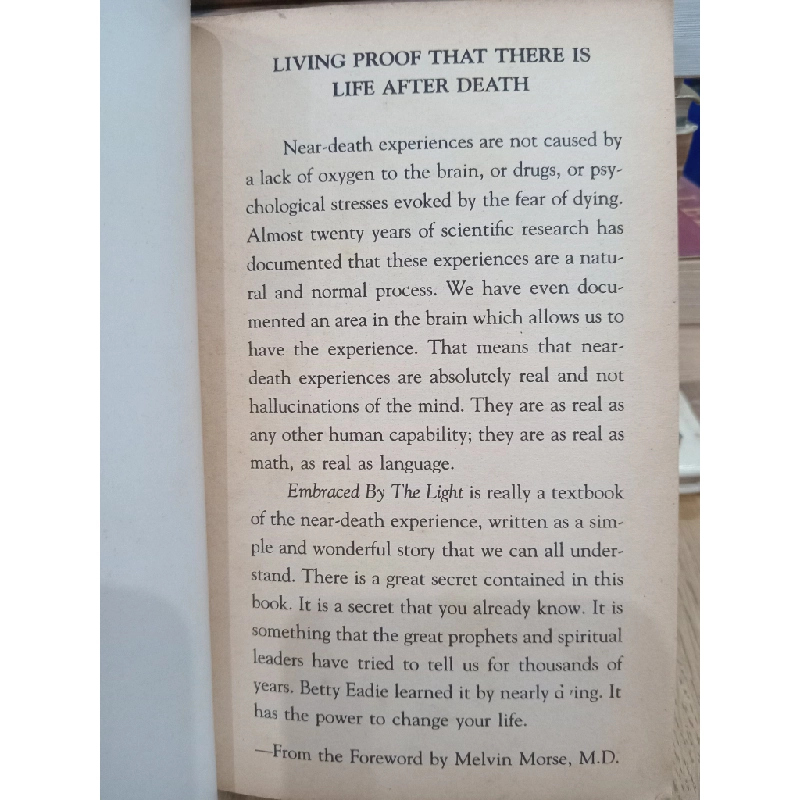 LIVING PROOF THAT THERE IS
LIFE AFTER DEATH
Near-death experiences are not caused by
a lack of oxygen to the brain, or drugs, or psy-
chological stresses evoked by the fear of dying.
Almost twenty years of scientific research has
documented that these experiences are a natu-
ral and normal process. We have even docu-
mented an area in the brain which allows us to
have the experience. That means that near-
death experiences are absolutely real and not
hallucinations of the mind. They are as real as
any other human capability; they are as real as
math, as real as language.
Embraced By The Light is really a textbook
of the near-death experience, written as a sim-
ple and wonderful story that we can all under-
stand. There is a great secret contained in this
book. It is a secret that you already know. It is
something that the great prophets and spiritual
leaders have tried to tell us for thousands of
years. Betty Eadie learned it by nearly dying. It
has the power to change your life.
—From the Foreword by Melvin Morse, M.D.